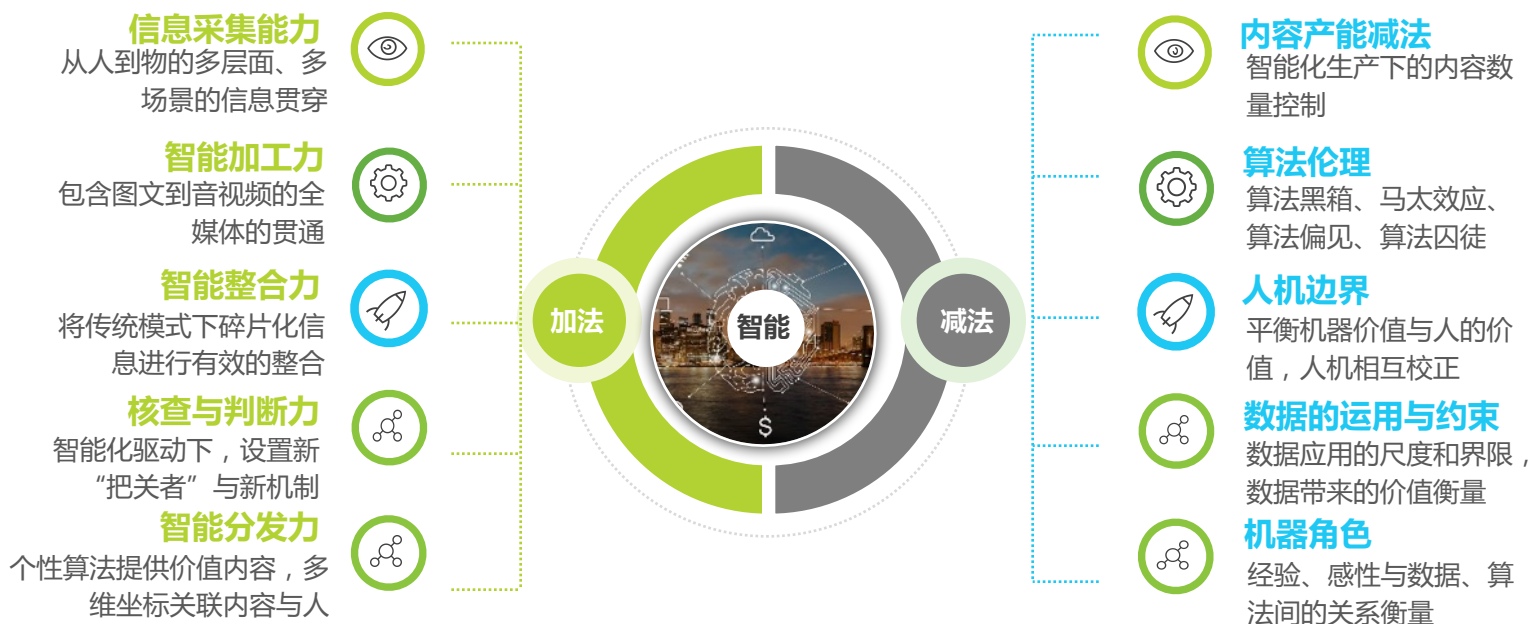 信息采集能力
从人到物的多层面、多
场景的信息贯穿
智能加工力
包含图文到音视频的全
媒体的贯通
智能整合力
将传统模式下碎片化信
息进行有效的整合
核查与判断力
智能化驱动下，设置新
“把关者”与新机制
智能分发力
个性算法提供价值内容，多
维坐标关联内容与人
加法
智能
$
减法
内容产能减法
智能化生产下的内容数
量控制
算法伦理
算法黑箱、马太效应、
算法偏见、算法囚徒
人机边界
平衡机器价值与人的价
值，人机相互校正
数据的运用与约束
数据应用的尺度和界限，
数据带来的价值衡量
机器角色
经验、感性与数据、算
法间的关系衡量